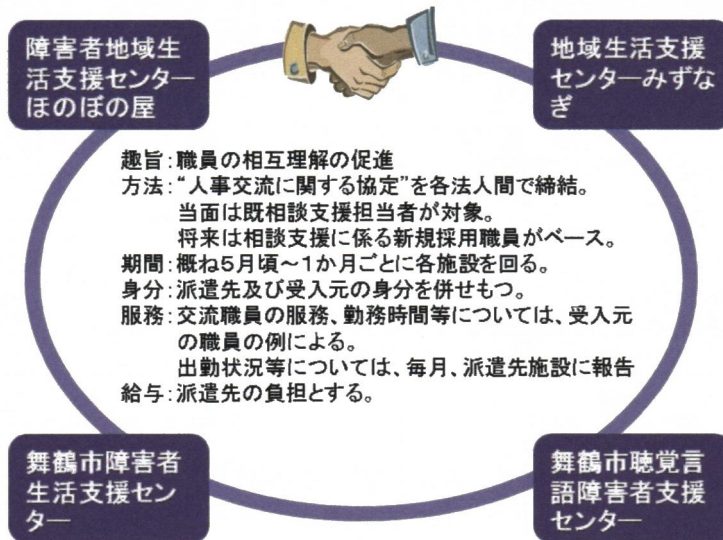 障害者地域生
活支援センター
ほのぼの屋
地域生活支援
センターみずな
ぎ
趣旨:職員の相互理解の促進
方法:“人事交流に関する協定”を各法人間で締結。
当面は既相談支援担当者が対象。
将来は相談支援に係る新規採用職員がベース。
期間:概ね5月頃～1か月ごとに各施設を回る。
身分:派遣先及び受入元の身分を併せもつ。
服務:交流職員の服務、勤務時間等については、受入元
の職員の例による。
出勤状況等については、毎月、派遣先施設に報告
給与:派遣先の負担とする。
舞鶴市障害者
生活支援セン
ター
舞鶴市聴覚言
語障害者支援
センター